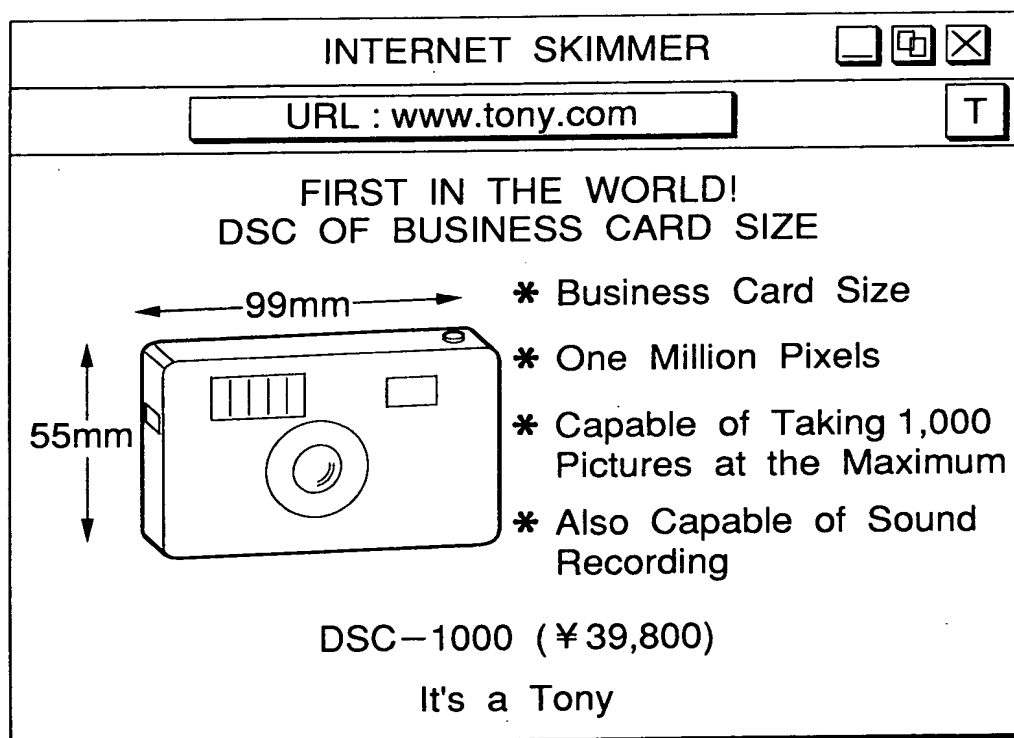 INTERNET SKIMMER
URL : www.tony.com
T
FIRST IN THE WORLD!
DSC OF BUSINESS CARD SIZE
99mm
55mm
* Business Card Size
* One Million Pixels
* Capable of Taking 1,000
Pictures at the Maximum
* Also Capable of Sound
Recording
DSC-1000 (¥39,800)
It's a Tony